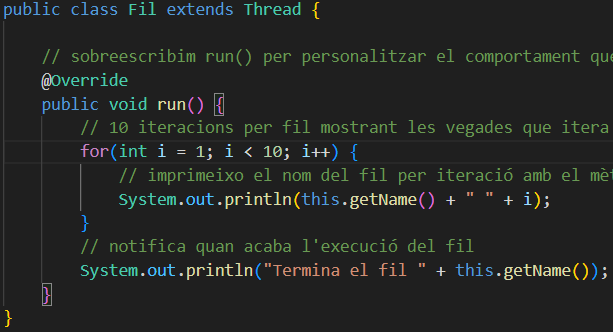 public class Fil extends Thread {
// sobreescribim run() per personalitzar el comportament que
@Override
public void run() {
// 10 iteracions per fil mostrant les vegades que itera
for(int i = 1; i < 10; i++) {
// imprimeixo el nom del fil per iteració amb el mèt
System.out.println(this.getName() + " " + i);
}
// notifica quan acaba l'execució del fil
System.out.println("Termina el fil " + this.getName());
}
}